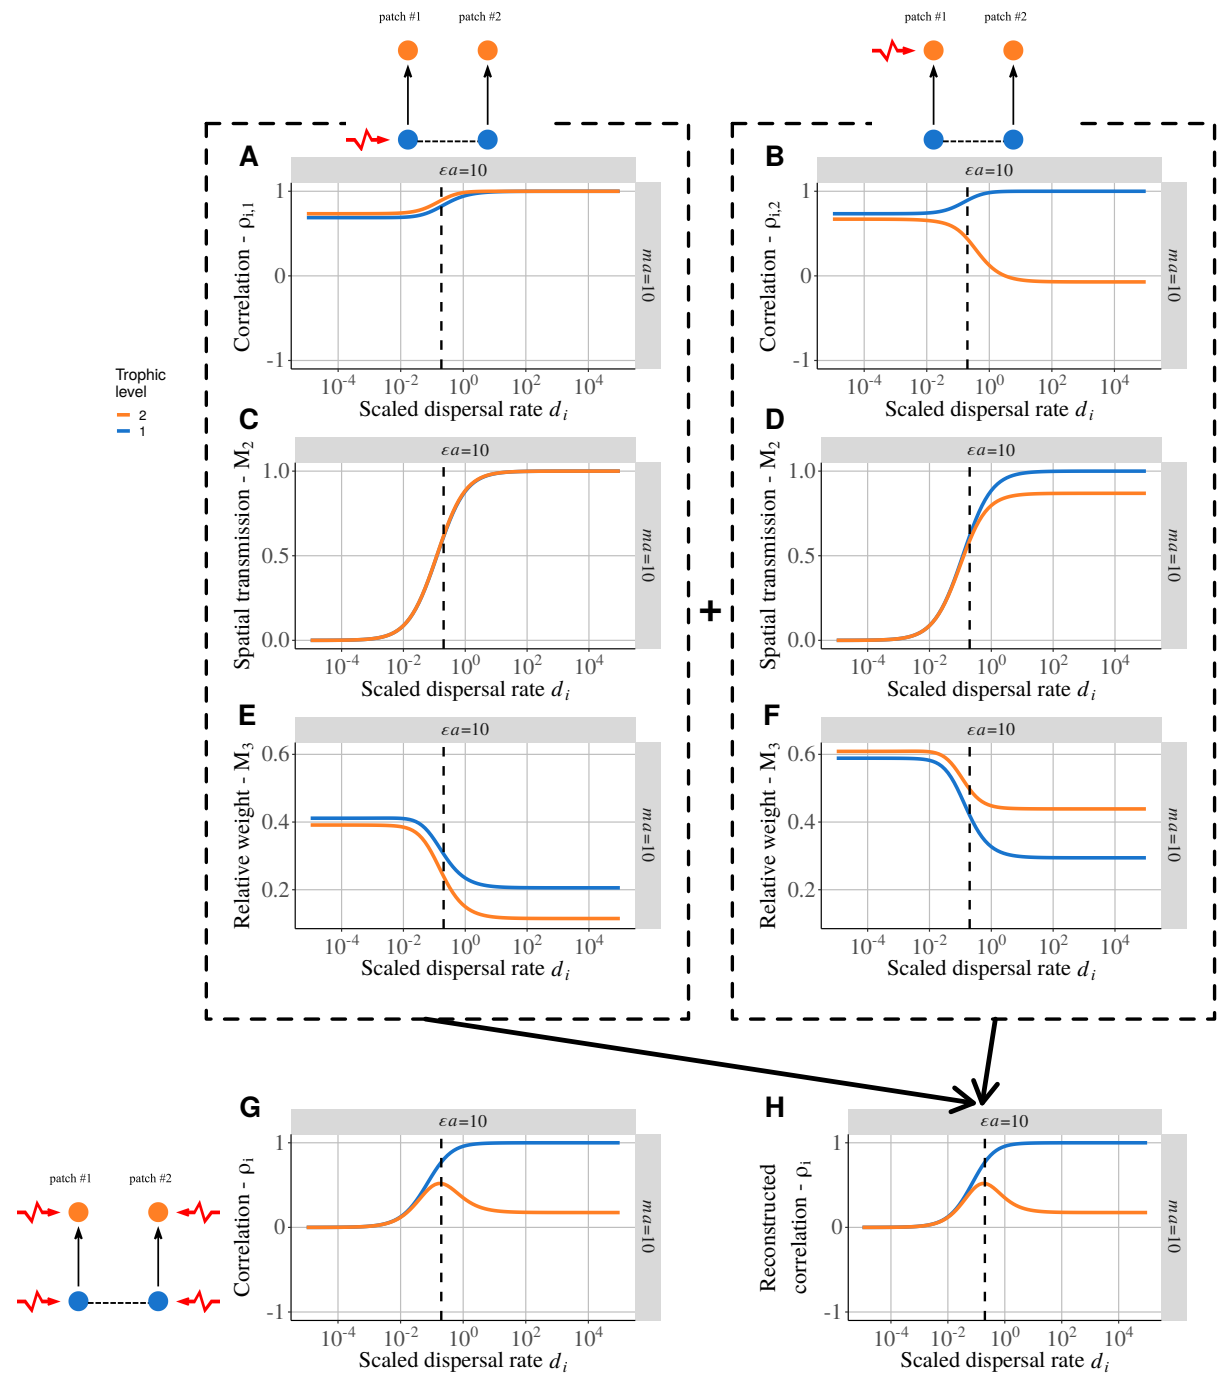 patch #1 patch #2
patch #1 patch #2
A
εa=10
ma=10
Correlation - ρi,1
1
0
-1
10-4 10-2 100 102 104
Scaled dispersal rate di
B
εa=10
ma=10
Correlation - ρi,2
1
0
-1
10-4 10-2 100 102 104
Scaled dispersal rate di
Trophic
level
2
1
C
εa=10
ma=10
Spatial transmission - M2
1.0
0.5
0.0
10-4 10-2 100 102 104
Scaled dispersal rate di
D
εa=10
ma=10
Spatial transmission - M2
1.0
0.5
0.0
10-4 10-2 100 102 104
Scaled dispersal rate di
+
E
εa=10
ma=10
Relative weight - M3
0.6
0.4
0.2
10-4 10-2 100 102 104
Scaled dispersal rate di
F
εa=10
ma=10
Relative weight - M3
0.6
0.4
0.2
10-4 10-2 100 102 104
Scaled dispersal rate di
patch #1 patch #2
G
εa=10
ma=10
Correlation - ρi
1
0
-1
10-4 10-2 100 102 104
Scaled dispersal rate di
H
εa=10
ma=10
Reconstructed
correlation - ρi
1
0
-1
10-4 10-2 100 102 104
Scaled dispersal rate di